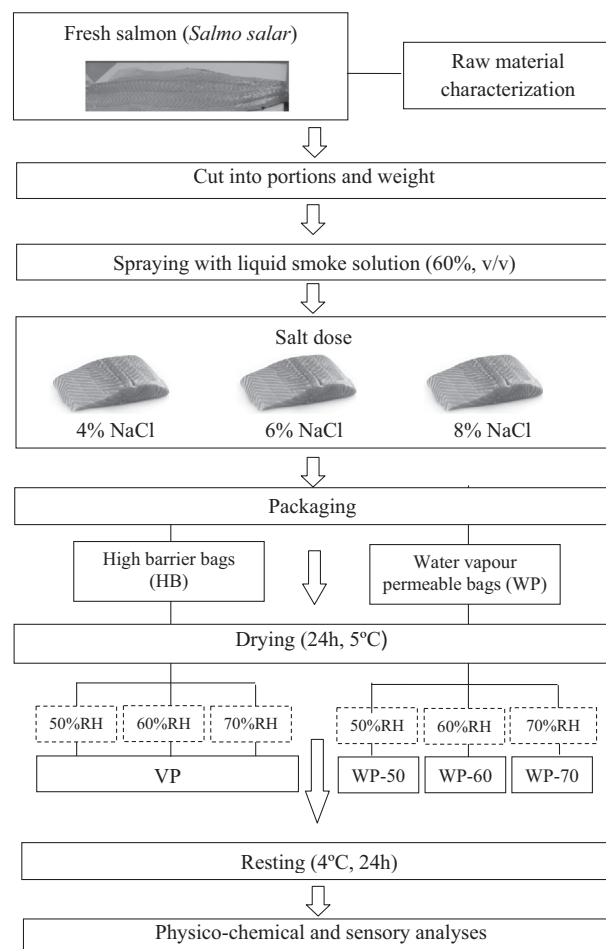 Fresh salmon (Salmo salar)
Raw material
characterization
Cut into portions and weight
Spraying with liquid smoke solution (60%, v/v)
Salt dose
4% NaCl
6% NaCl
8% NaCl
Packaging
High barrier bags
(HB)
Water vapour
permeable bags (WP)
Drying (24h, 5ºC)
50%RH
60%RH
70%RH
50%RH
60%RH
70%RH
VP
WP-50
WP-60
WP-70
Resting (4ºC, 24h)
Physico-chemical and sensory analyses